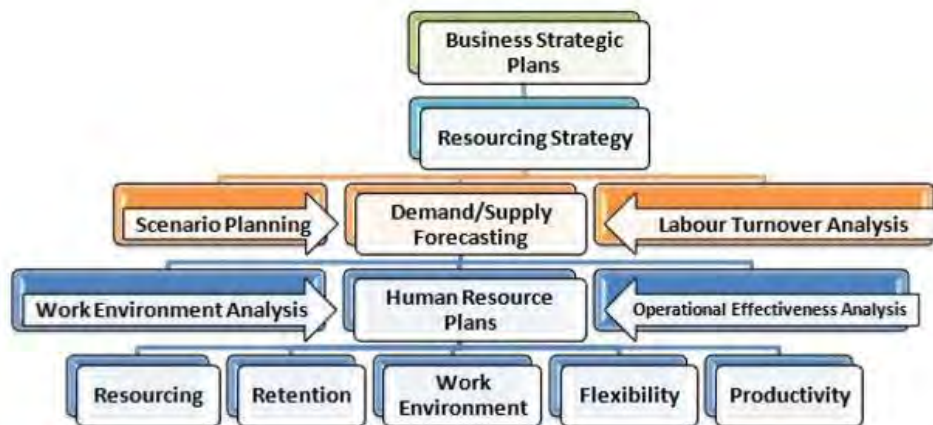 Business Strategic
Plans
Resourcing Strategy
Scenario Planning
Demand/Supply
Forecasting
Labour Turnover Analysis
Work Environment Analysis
Human Resource
Plans
Operational Effectiveness Analysis
Resourcing
Retention
Work
Environment
Flexibility
Productivity